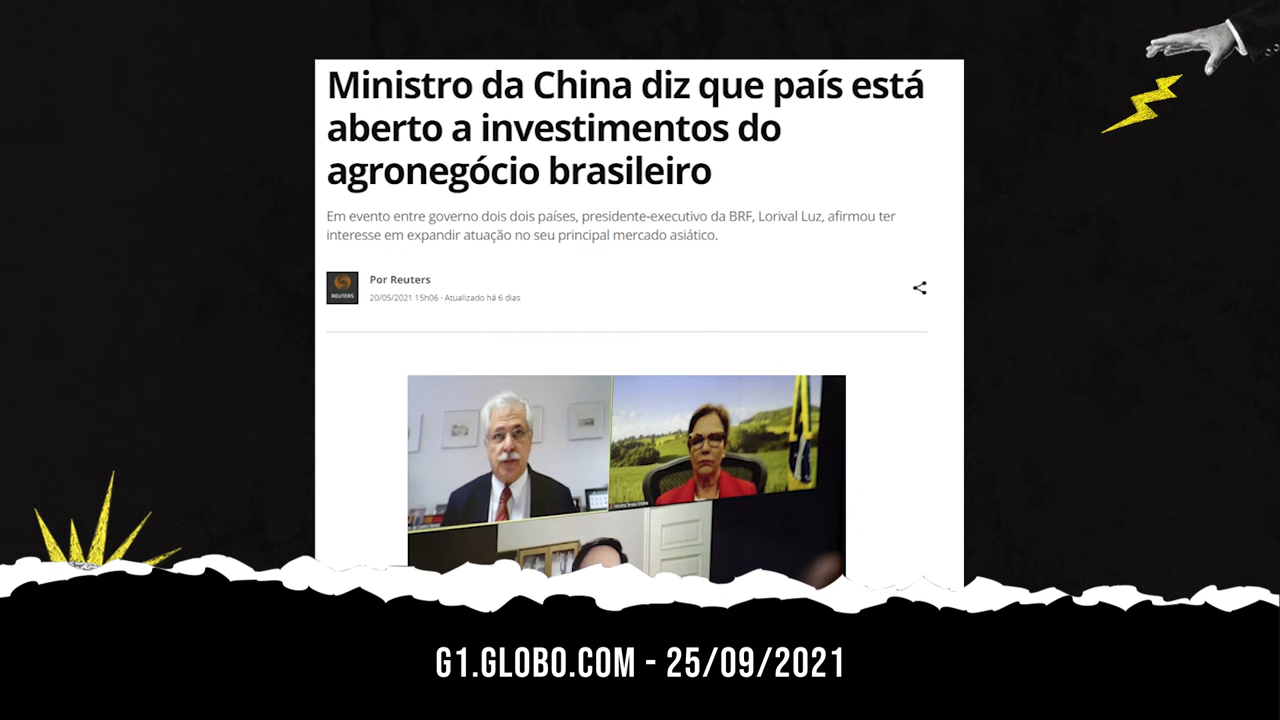 Ministro da China diz que país está
aberto a investimentos do
agronegócio brasileiro
Em evento entre governo dois dois países, presidente-executivo da BRF, Lorival Luz, afirmou ter
interesse em expandir atuação no seu principal mercado asiático.
REUTERS
Por Reuters
20/05/2021 15h06 - Atualizado há 6 dias
G1.GLOBO.COM - 25/09/2021